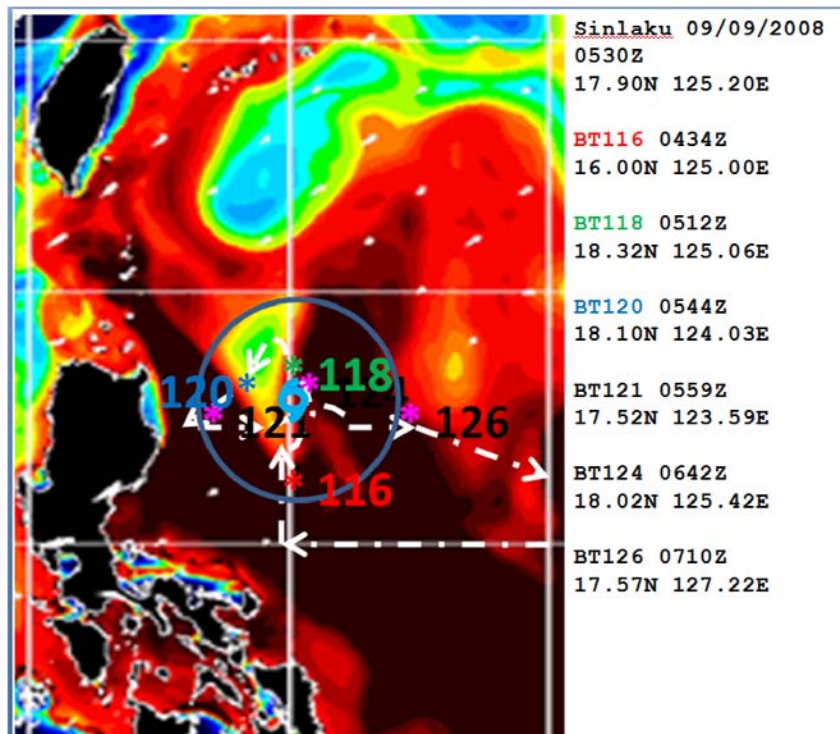 Sinlaku 09/09/2008
0530Z
17.90N 125.20E
BT116 0434Z
16.00N 125.00E
BT118 0512Z
18.32N 125.06E
BT120 0544Z
18.10N 124.03E
BT121 0559Z
17.52N 123.59E
BT124 0642Z
18.02N 125.42E
BT126 0710Z
17.57N 127.22E
118
120
124
121
126
116